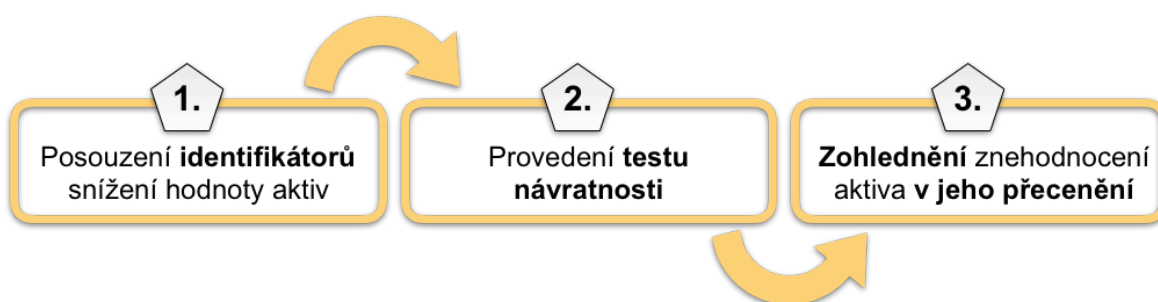 1.
Posouzení identifikátorů
snížení hodnoty aktiv
2.
Provedení testu
návratnosti
3.
Zohlednění znehodnocení
aktiva v jeho přecenění